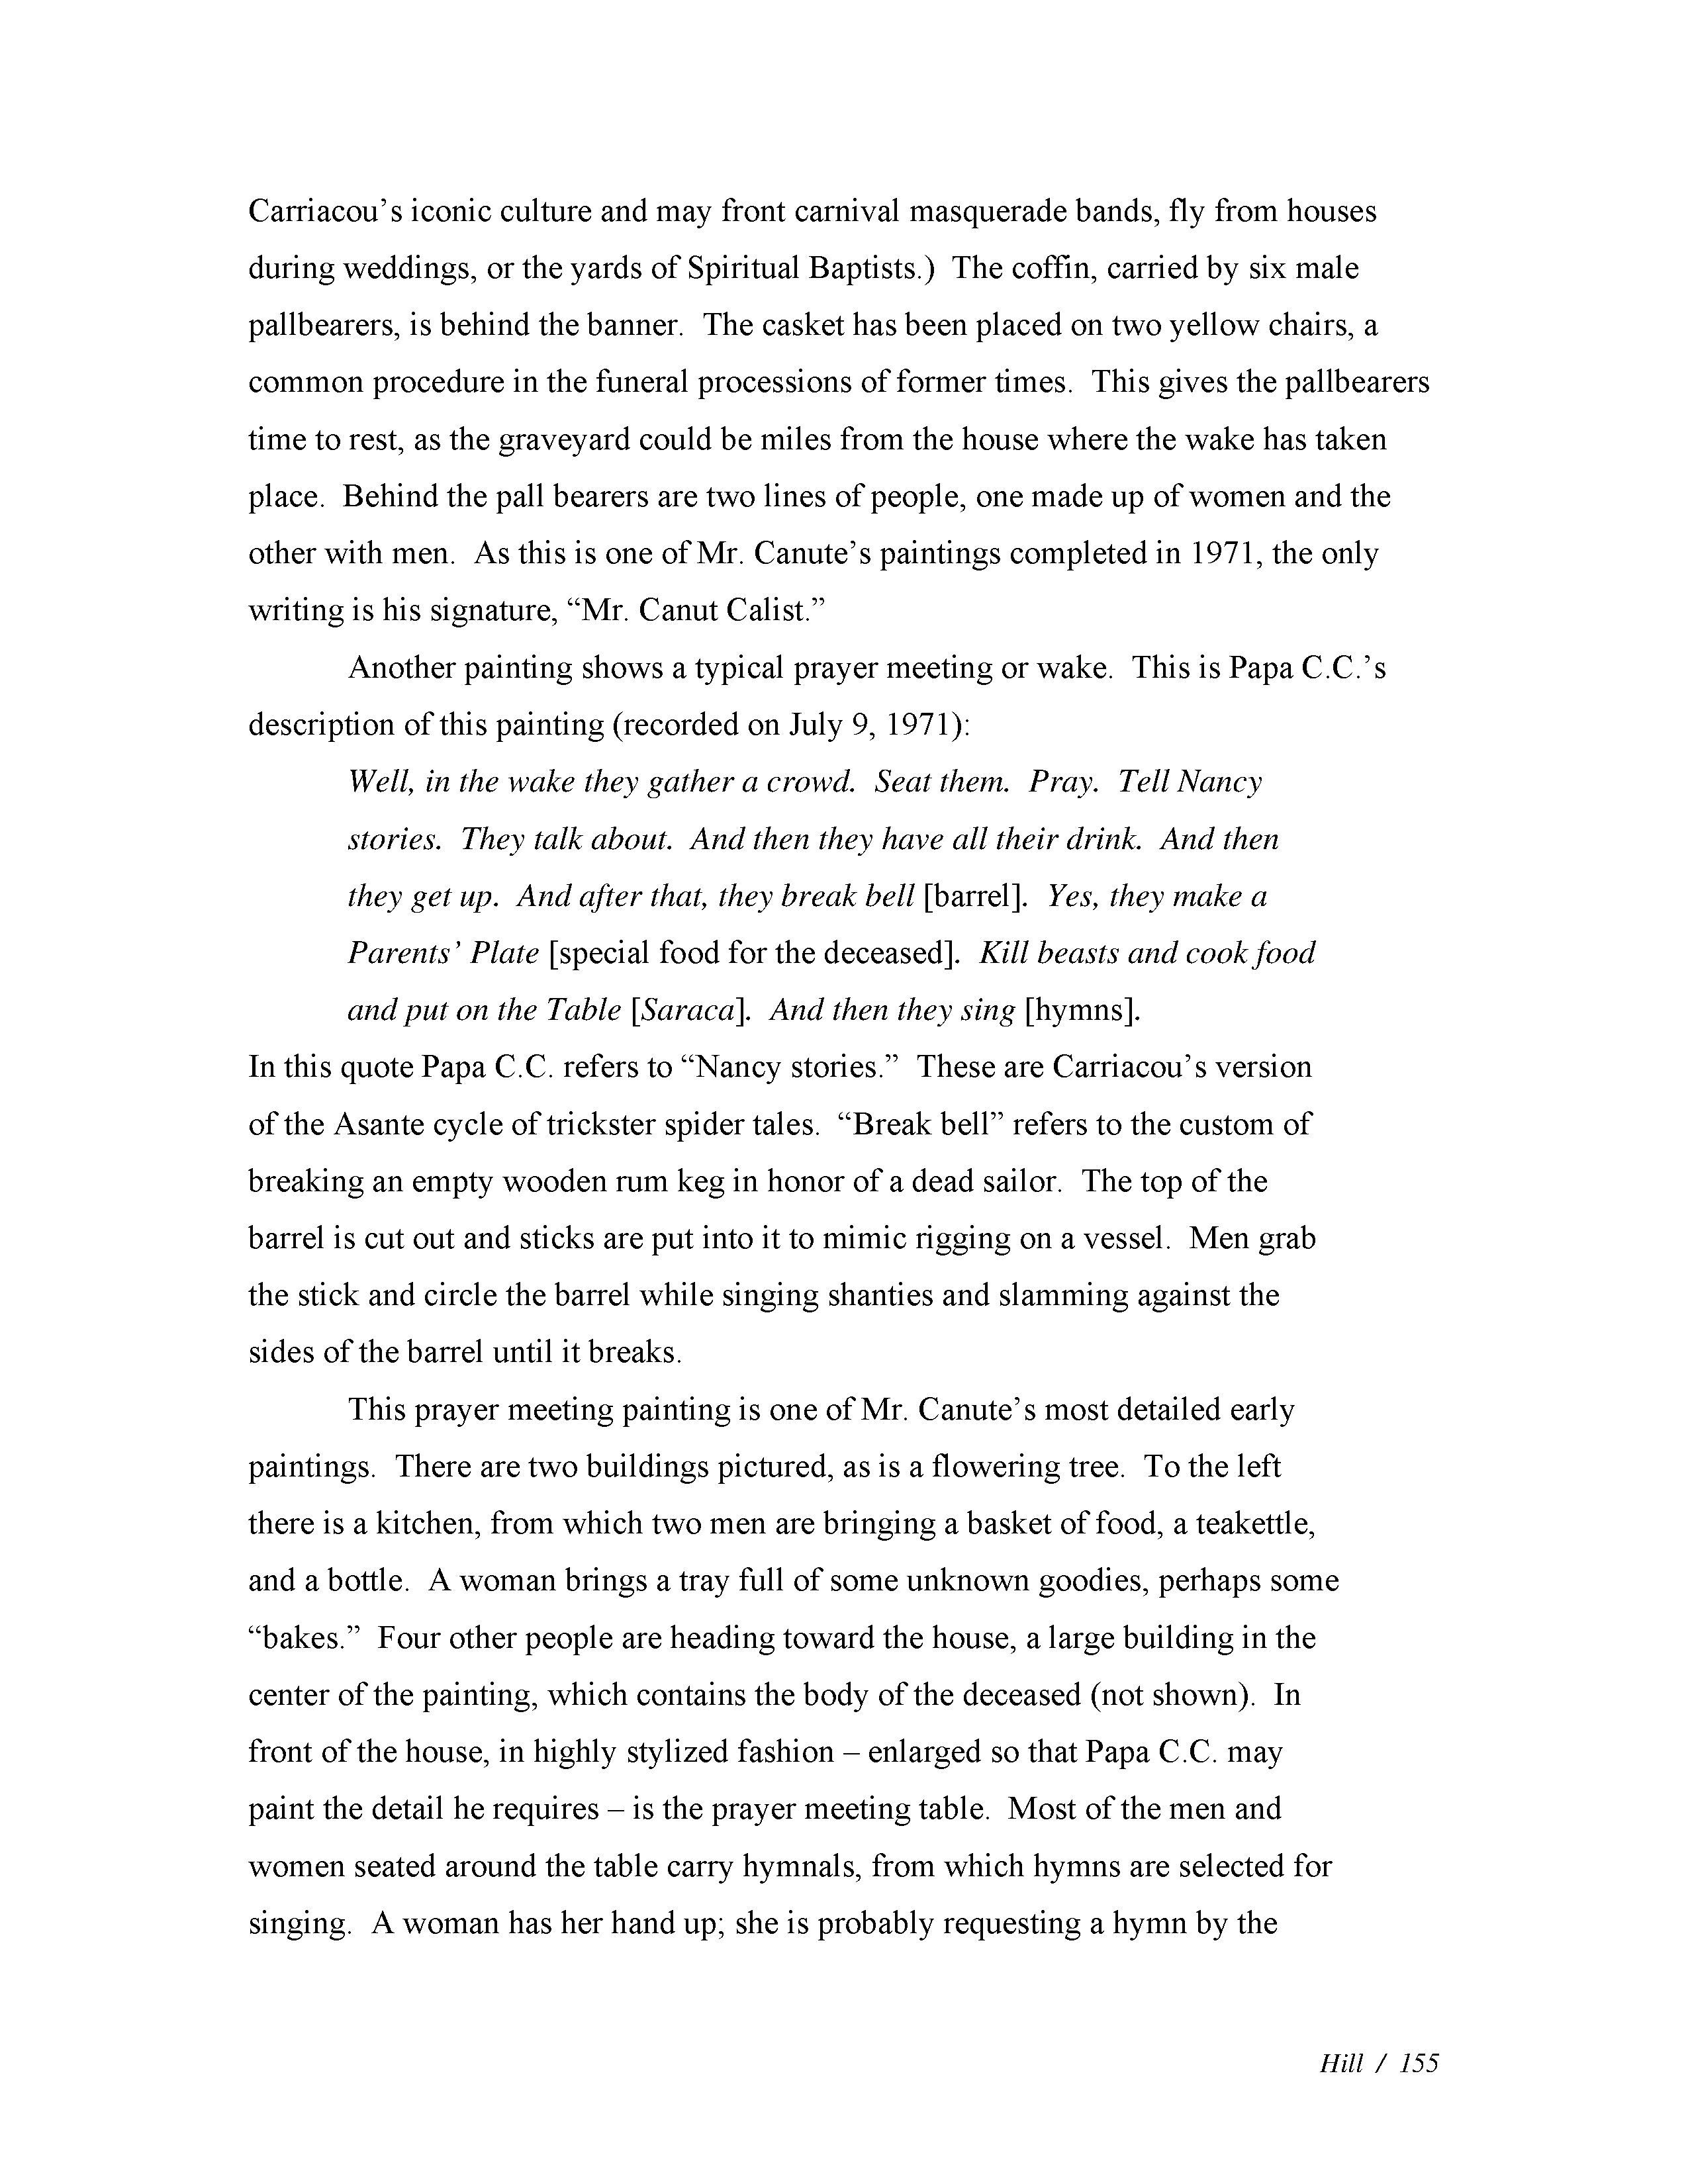 Carriacou’s iconic culture and may front carnival masquerade bands, fly from houses
during weddings, or the yards of Spiritual Baptists.)  The coffin, carried by six male
pallbearers, is behind the banner.  The casket has been placed on two yellow chairs, a
common procedure in the funeral processions of former times.  This gives the pallbearers
time to rest, as the graveyard could be miles from the house where the wake has taken
place.  Behind the pall bearers are two lines of people, one made up of women and the
other with men.  As this is one of Mr. Canute’s paintings completed in 1971, the only
writing is his signature, “Mr. Canut Calist.”
Another painting shows a typical prayer meeting or wake.  This is Papa C.C.’s
description of this painting (recorded on July 9, 1971):
Well, in the wake they gather a crowd.  Seat them.  Pray.  Tell Nancy
stories.  They talk about.  And then they have all their drink.  And then
they get up.  And after that, they break bell [barrel].  Yes, they make a
Parents’ Plate [special food for the deceased].  Kill beasts and cook food
and put on the Table [Saraca].  And then they sing [hymns].
In this quote Papa C.C. refers to “Nancy stories.”  These are Carriacou’s version
of the Asante cycle of trickster spider tales.  “Break bell” refers to the custom of
breaking an empty wooden rum keg in honor of a dead sailor.  The top of the
barrel is cut out and sticks are put into it to mimic rigging on a vessel.  Men grab
the stick and circle the barrel while singing shanties and slamming against the
sides of the barrel until it breaks.
This prayer meeting painting is one of Mr. Canute’s most detailed early
paintings.  There are two buildings pictured, as is a flowering tree.  To the left
there is a kitchen, from which two men are bringing a basket of food, a teakettle,
and a bottle.  A woman brings a tray full of some unknown goodies, perhaps some
“bakes.”  Four other people are heading toward the house, a large building in the
center of the painting, which contains the body of the deceased (not shown).  In
front of the house, in highly stylized fashion – enlarged so that Papa C.C. may
paint the detail he requires – is the prayer meeting table.  Most of the men and
women seated around the table carry hymnals, from which hymns are selected for
singing.  A woman has her hand up; she is probably requesting a hymn by the
Hill / 155